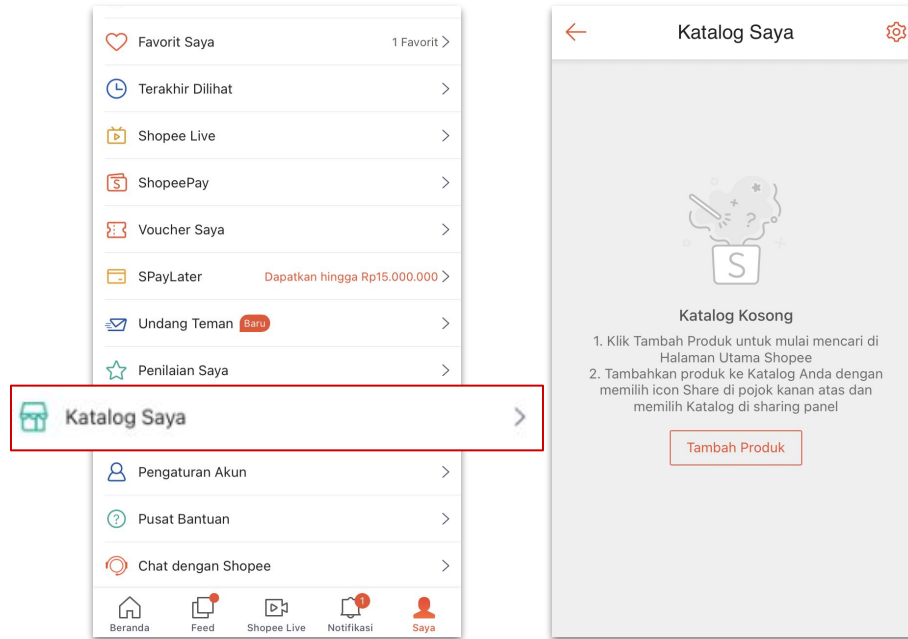 Favorit Saya 1 Favorit
Terakhir Dilihat
Shopee Live
ShopeePay
Voucher Saya
SPayLater Dapatkan hingga Rp15.000.000
Undang Teman Baru
Penilaian Saya
Katalog Saya
Pengaturan Akun
Pusat Bantuan
Chat dengan Shopee
1
Beranda Feed Shopee Live Notifikasi Saya
Katalog Saya
S
Katalog Kosong
1. Klik Tambah Produk untuk mulai mencari di
Halaman Utama Shopee
2. Tambahkan produk ke Katalog Anda dengan
memilih icon Share di pojok kanan atas dan
memilih Katalog di sharing panel
Tambah Produk